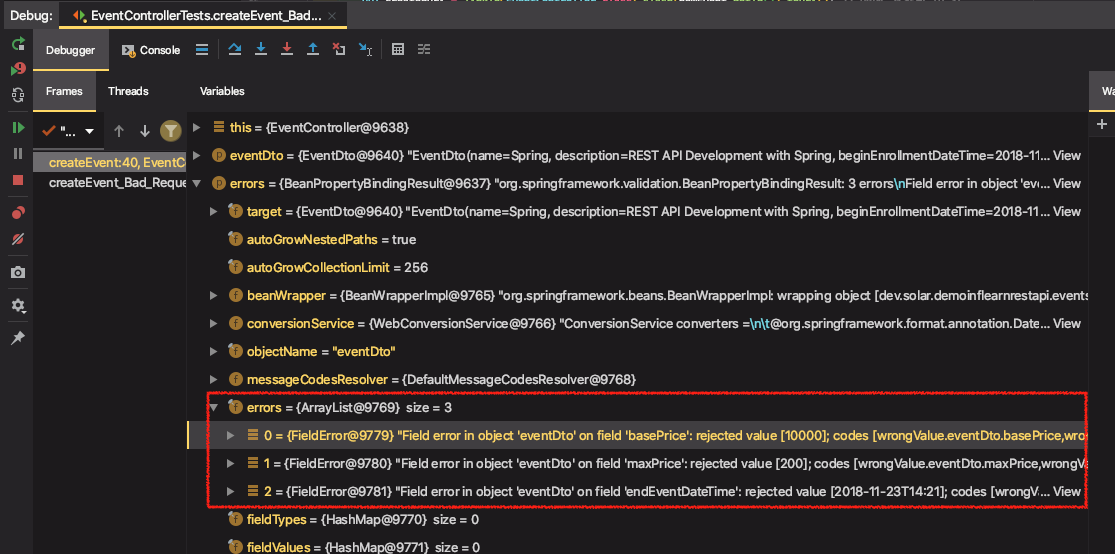 Debug: EventControllerTests.createEvent_Bad... ×
Debugger Console
Frames Threads Variables Wa
"... this = {EventController@9638}
createEvent:40, EventC eventDto = {EventDto@9640} "EventDto(name=Spring, description=REST API Development with Spring, beginEnrollmentDateTime=2018-11... View
createEvent_Bad_Reque errors = {BeanPropertyBindingResult@9637} "org.springframework.validation.BeanPropertyBindingResult: 3 errors\nField error in object 'ev... View
target = {EventDto@9640} "EventDto(name=Spring, description=REST API Development with Spring, beginEnrollmentDateTime=2018-11... View
autoGrowNestedPaths = true
autoGrowCollectionLimit = 256
beanWrapper = {BeanWrapperImpl@9765} "org.springframework.beans.BeanWrapperImpl: wrapping object [dev.solar.demoinflearnrestapi.events
conversionService = {WebConversionService@9766} "ConversionService converters =\n\t@org.springframework.format.annotation.Date... View
objectName = "eventDto"
messageCodesResolver = {DefaultMessageCodesResolver@9768}
errors = {ArrayList@9769} size = 3
0 = {FieldError@9779} "Field error in object 'eventDto' on field 'basePrice': rejected value [10000]; codes [wrongValue.eventDto.basePrice,wro
1 = {FieldError@9780} "Field error in object 'eventDto' on field 'maxPrice': rejected value [200]; codes [wrongValue.eventDto.maxPrice,wrongVa
2 = {FieldError@9781} "Field error in object 'eventDto' on field 'endEventDateTime': rejected value [2018-11-23T14:21]; codes [wrongV... View
fieldTypes = {HashMap@9770} size = 0
fieldValues = {HashMap@9771} size = 0